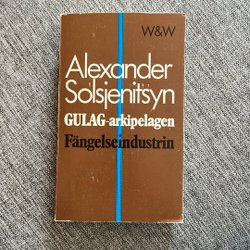 W&W
Alexander
Solsjenitsyn
GULAG-arkipelagen
Fängelseindustrin